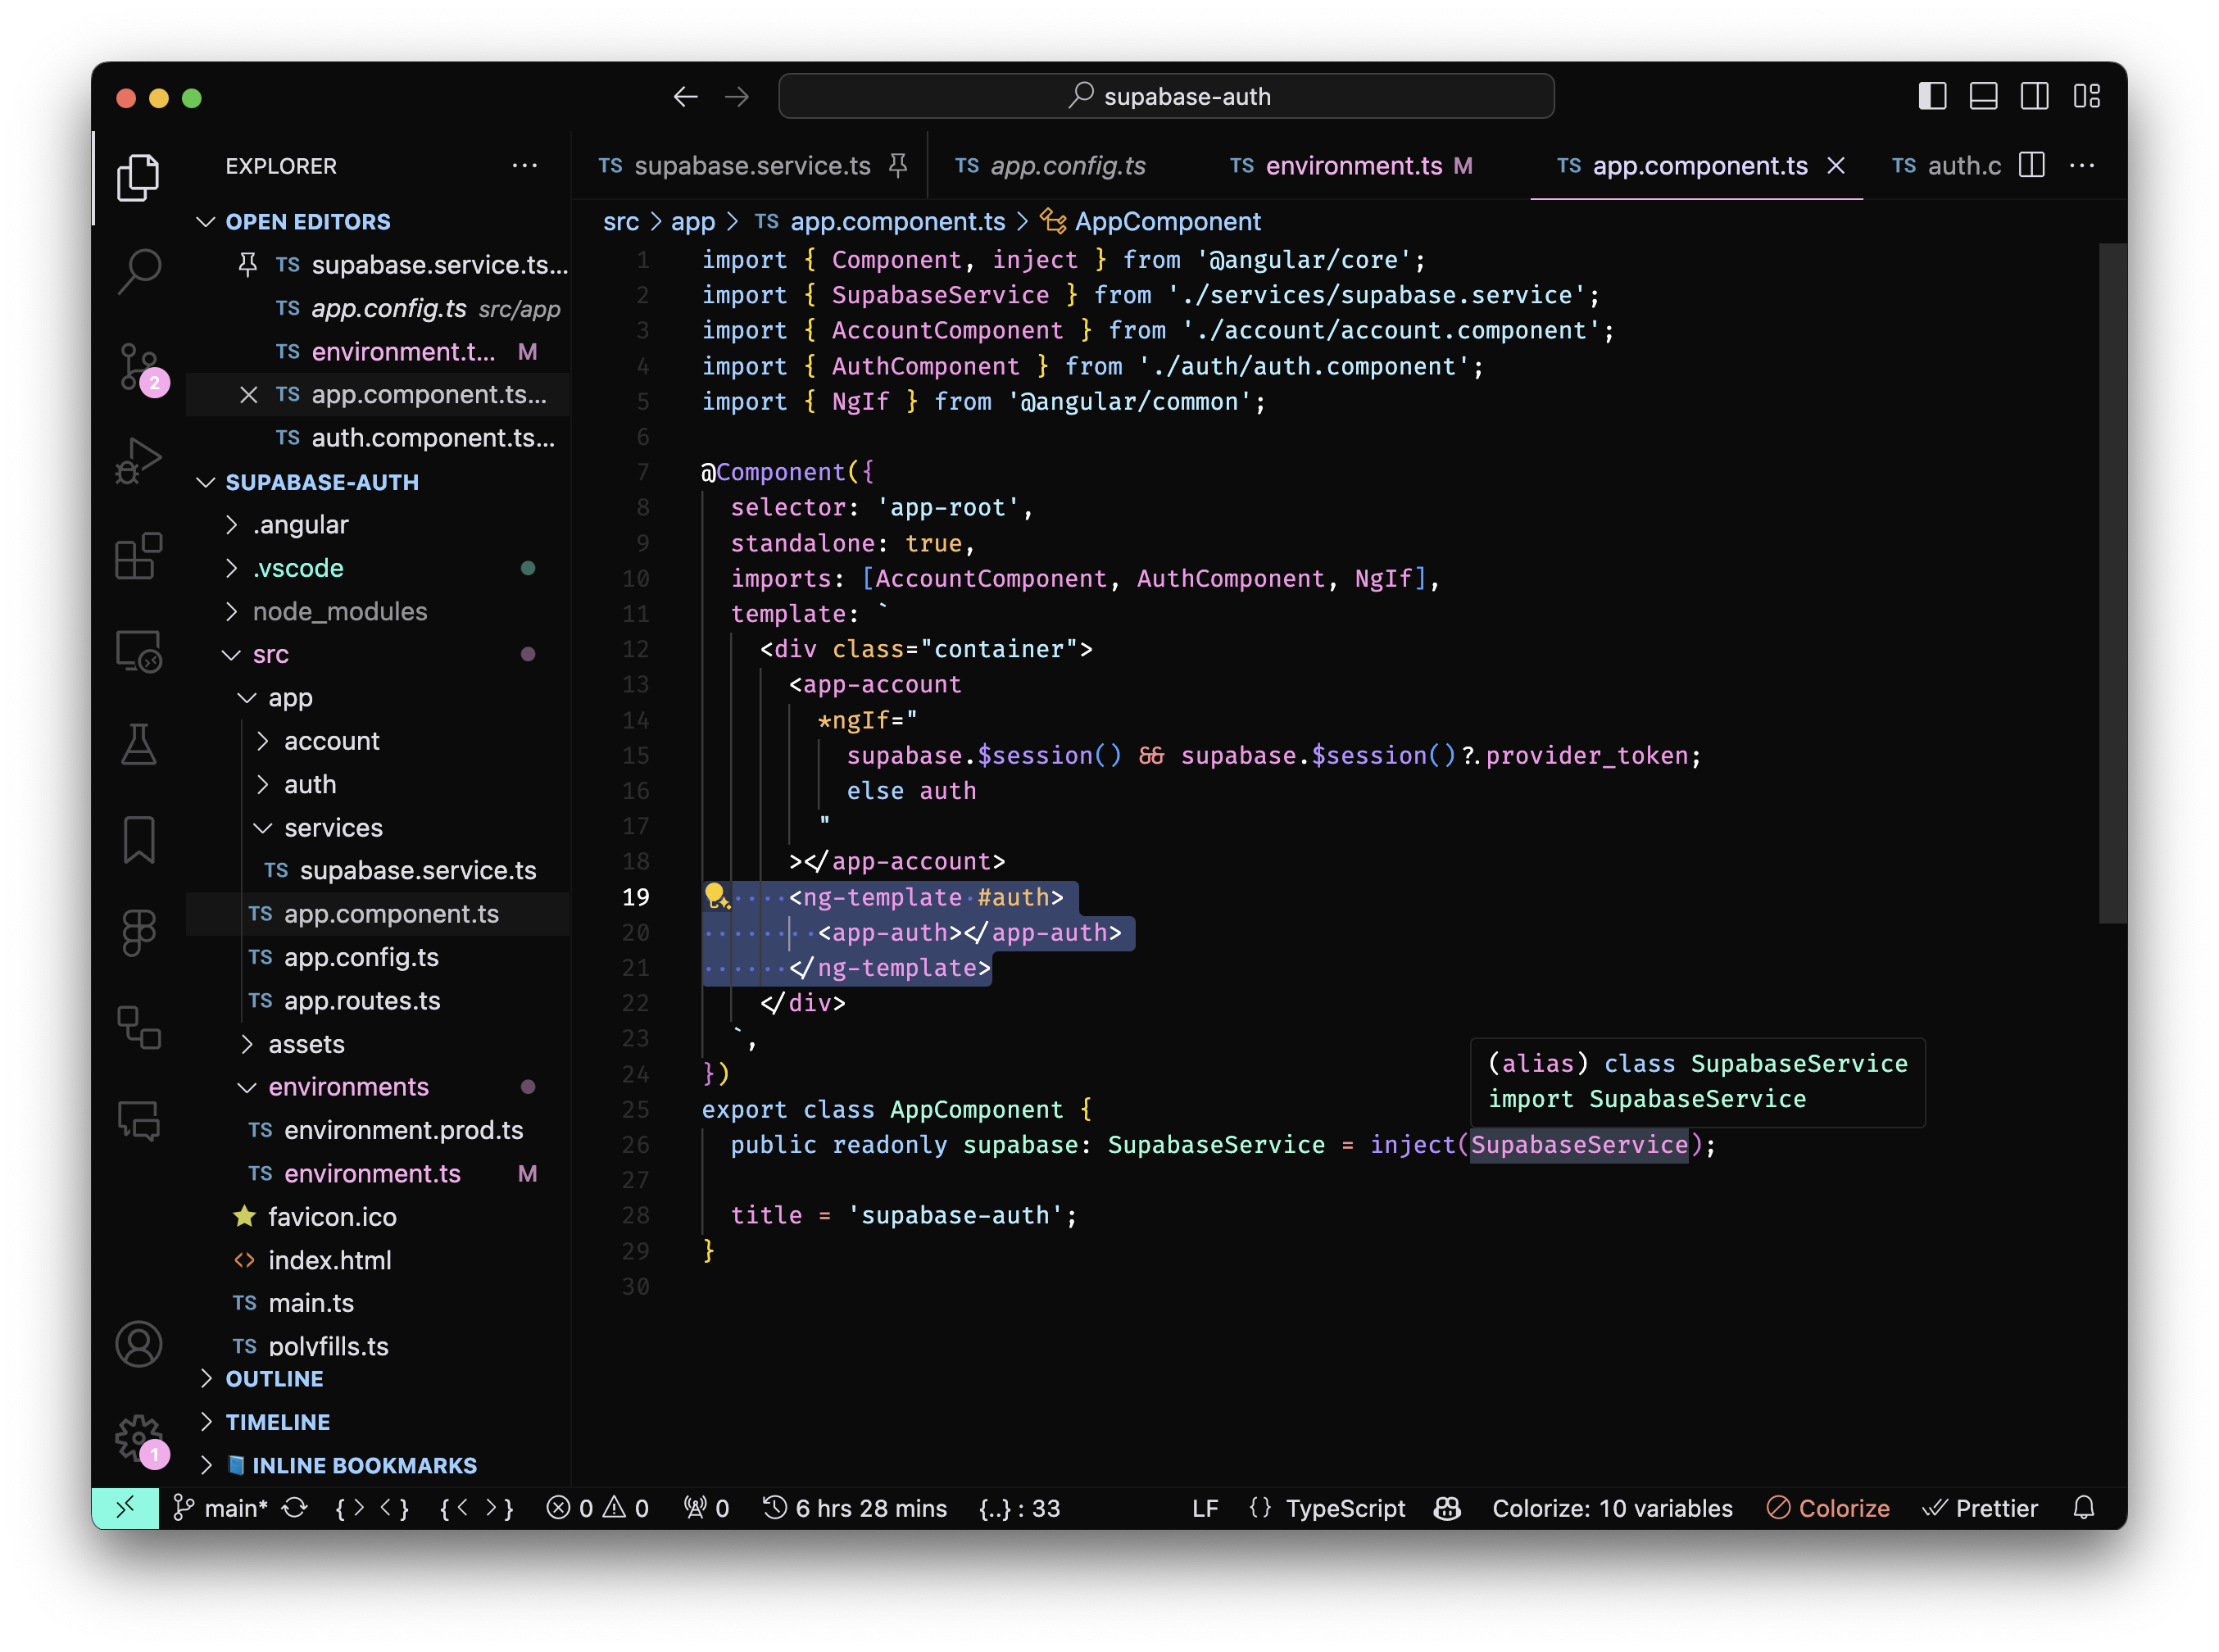 supabase-auth
EXPLORER
OPEN EDITORS
TS supabase.service.ts...
TS app.config.ts src/app
TS environment.t... M
TS app.component.ts...
TS auth.component.ts...
SUPABASE-AUTH
.angular
.vscode
node_modules
src
app
account
auth
services
TS supabase.service.ts
TS app.component.ts
TS app.config.ts
TS app.routes.ts
assets
environments
TS environment.prod.ts
TS environment.ts M
favicon.ico
index.html
TS main.ts
TS polyfills.ts
OUTLINE
TIMELINE
INLINE BOOKMARKS
2
1
TS supabase.service.ts TS app.config.ts TS environment.ts M TS app.component.ts TS auth.c
src > app > TS app.component.ts > AppComponent
1 import { Component, inject } from '@angular/core';
2 import { SupabaseService } from './services/supabase.service';
3 import { AccountComponent } from './account/account.component';
4 import { AuthComponent } from './auth/auth.component';
5 import { NgIf } from '@angular/common';
6
7 @Component({
8 selector: 'app-root',
9 standalone: true,
10 imports: [AccountComponent, AuthComponent, NgIf],
11 template: `
12 <div class="container">
13 <app-account
14 *ngIf="
15 supabase.$session() && supabase.$session()?.provider_token;
16 else auth
17 "
18 ></app-account>
19 <ng-template #auth>
20 <app-auth></app-auth>
21 </ng-template>
22 </div>
23 `,
24 })
25 export class AppComponent {
26 public readonly supabase: SupabaseService = inject(SupabaseService);
27
28 title = 'supabase-auth';
29 }
30
(alias) class SupabaseService
import SupabaseService
main* {> <} {< >} 0 0 0 6 hrs 28 mins {..} : 33 LF {} TypeScript Colorize: 10 variables Colorize Prettier